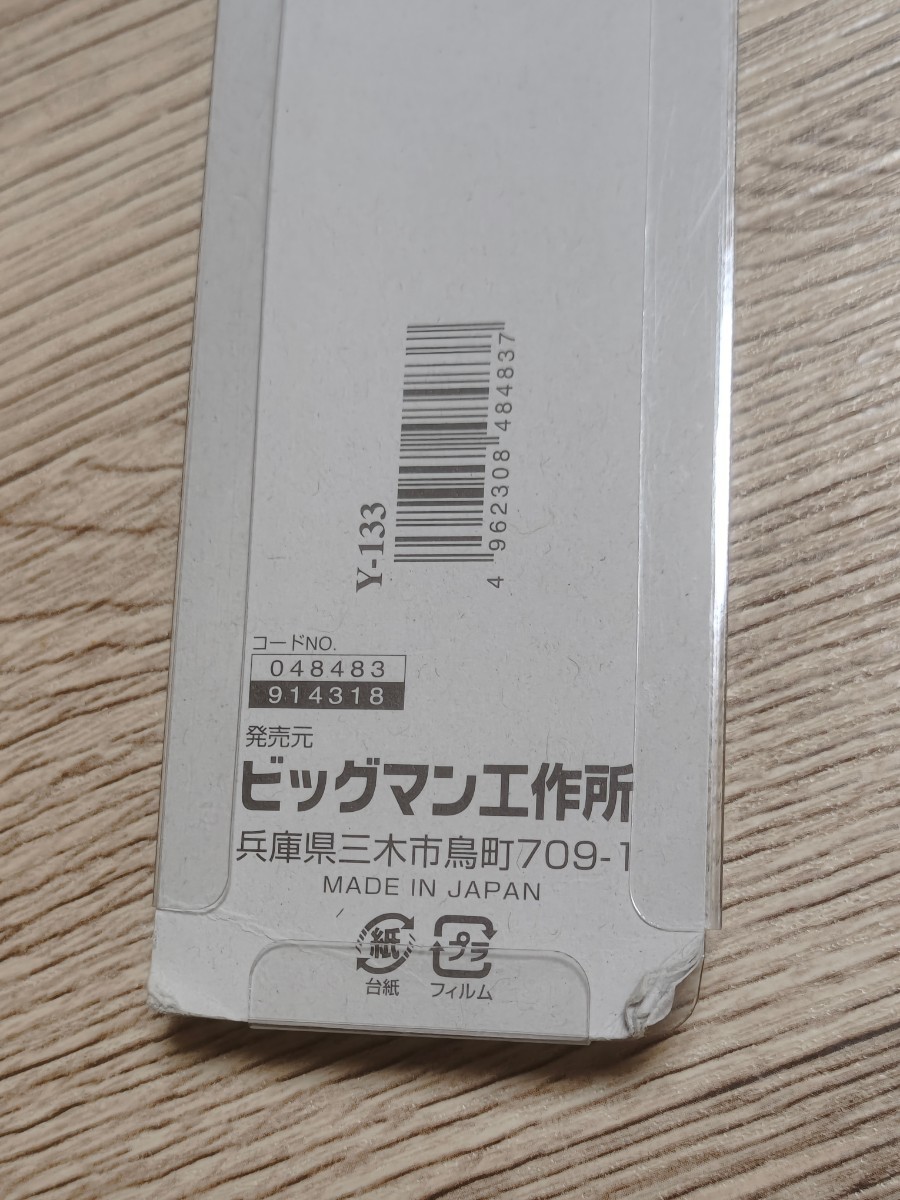 Y-133
4 962308 484837
コードNO.
048483
914318
発売元
ビッグマン工作所
兵庫県三木市鳥町709-1
MADE IN JAPAN
紙 プラ
台紙 フィルム